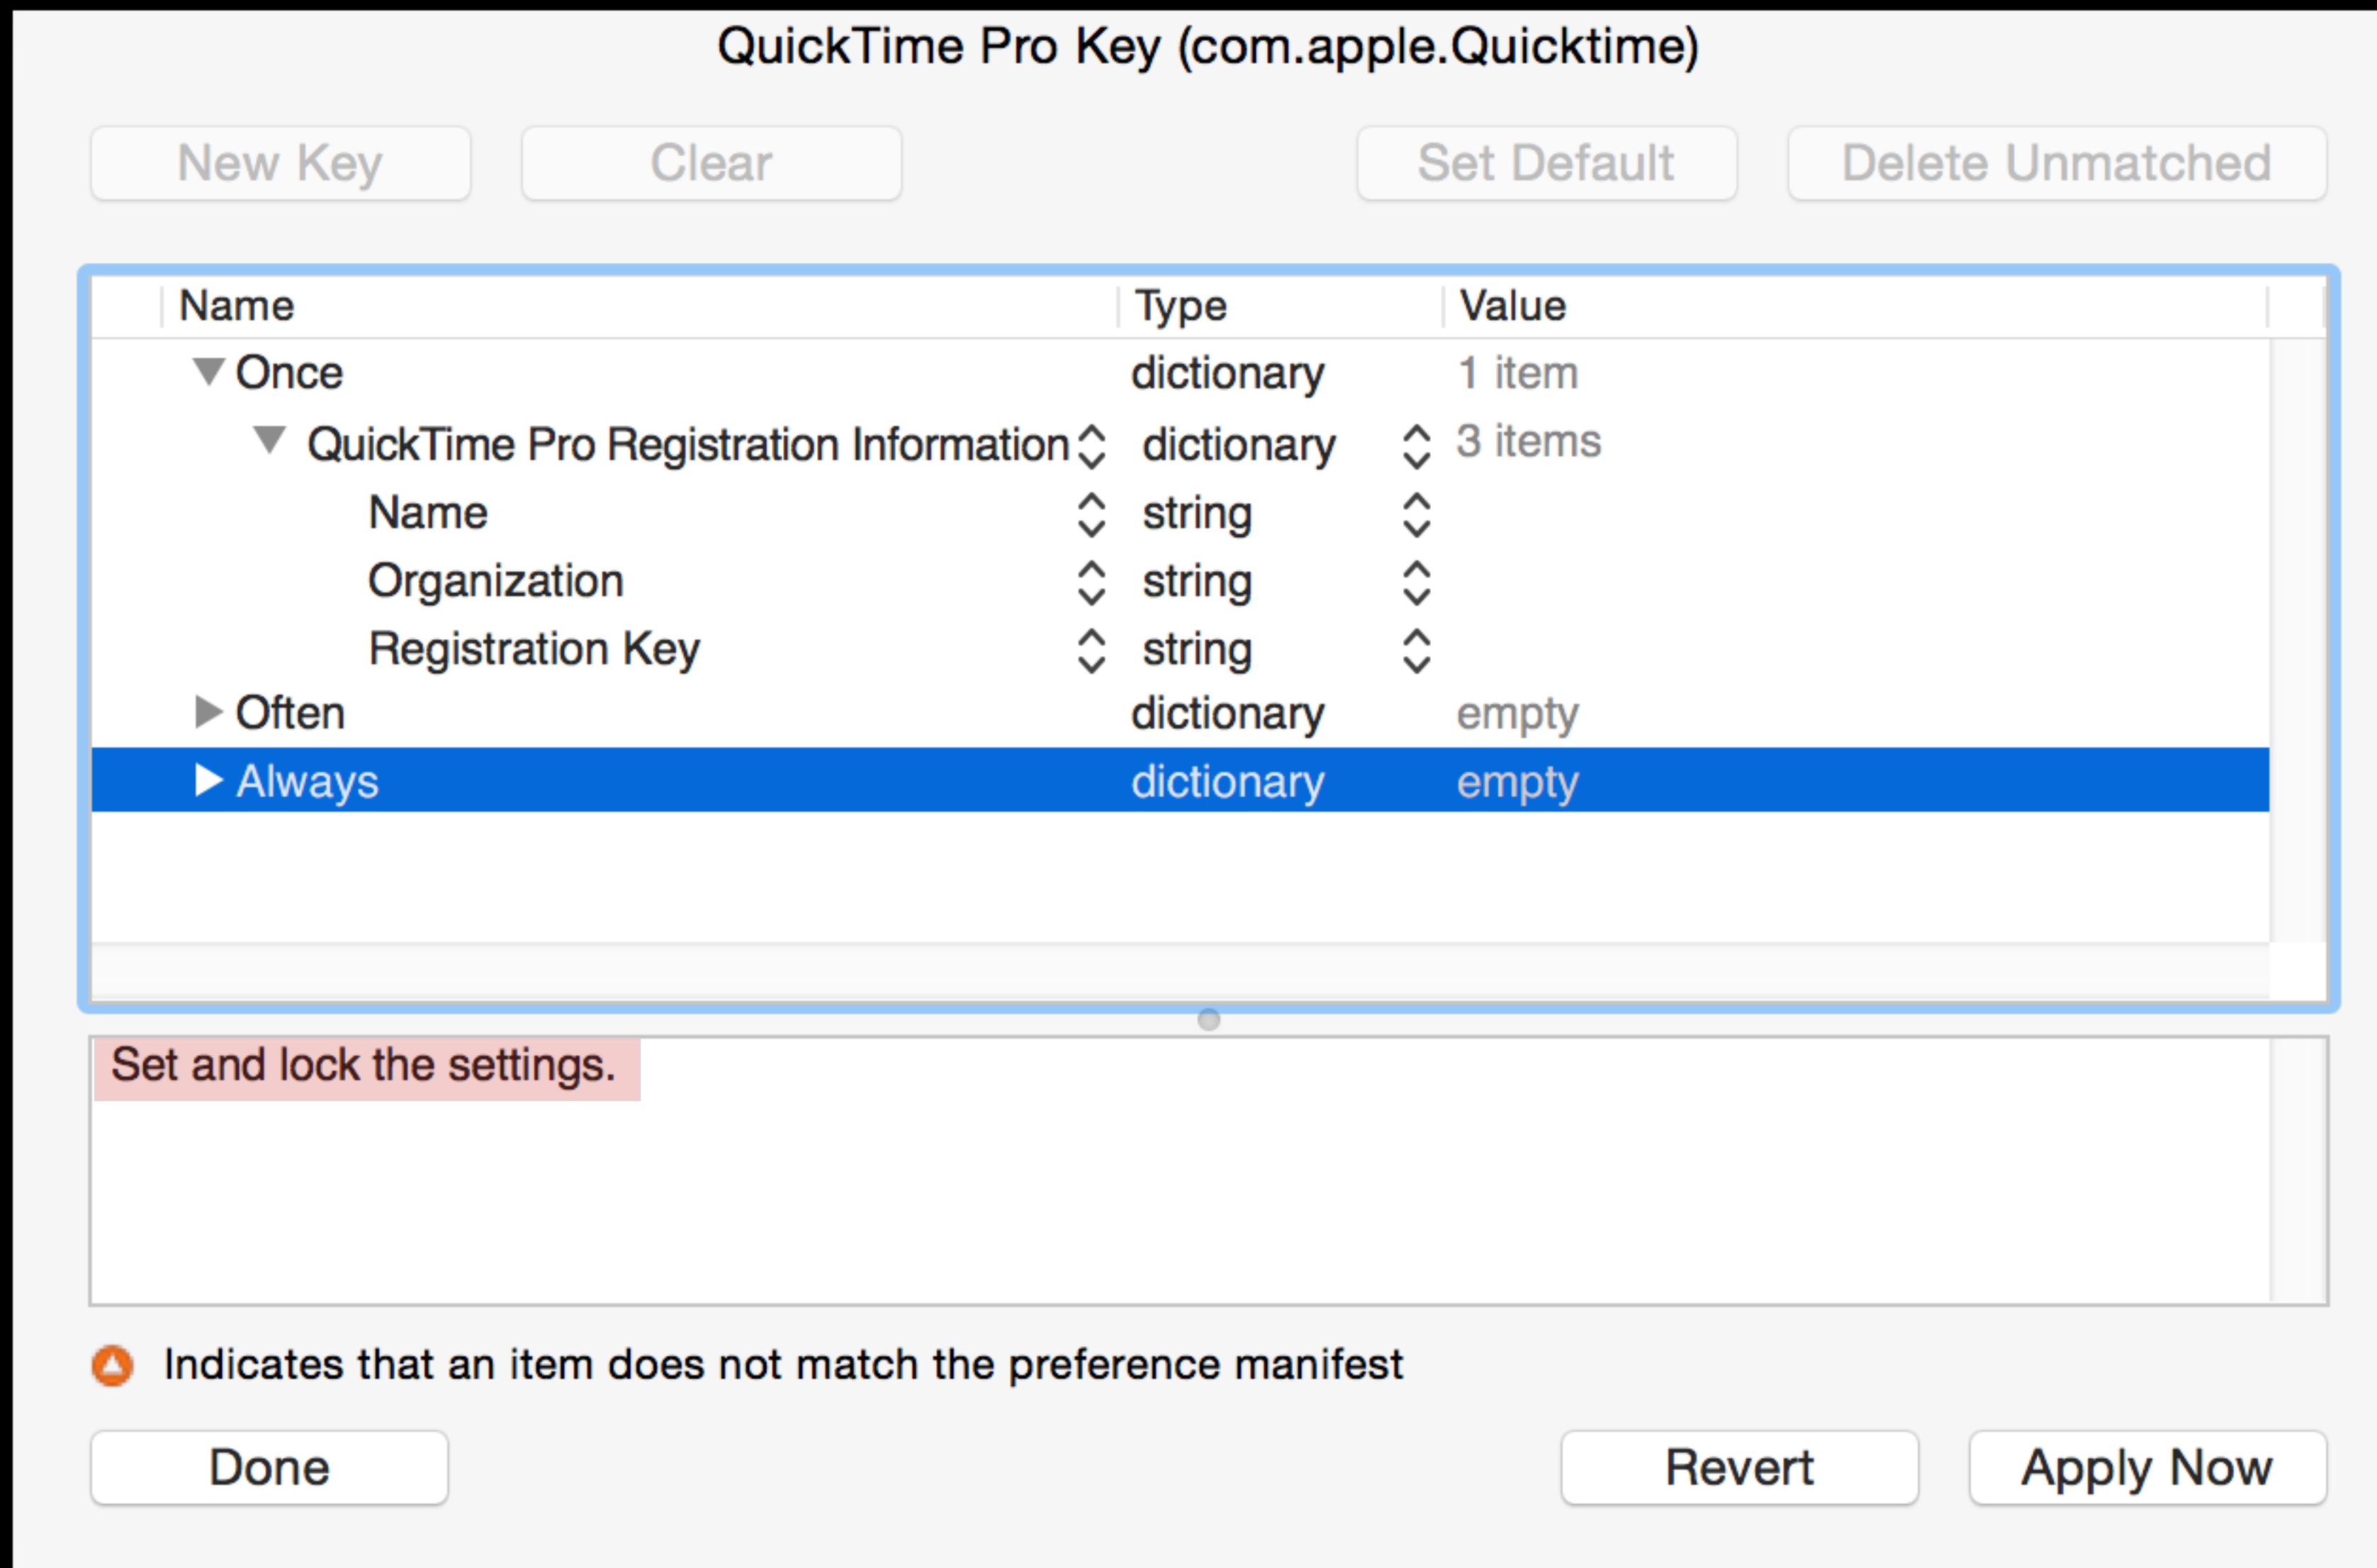 QuickTime Pro Key (com.apple.Quicktime)
New Key Clear Set Default Delete Unmatched
Name Type Value
Once dictionary 1 item
QuickTime Pro Registration Information dictionary 3 items
Name string
Organization string
Registration Key string
Often dictionary empty
Always dictionary empty
Set and lock the settings.
Indicates that an item does not match the preference manifest
Done Revert Apply Now